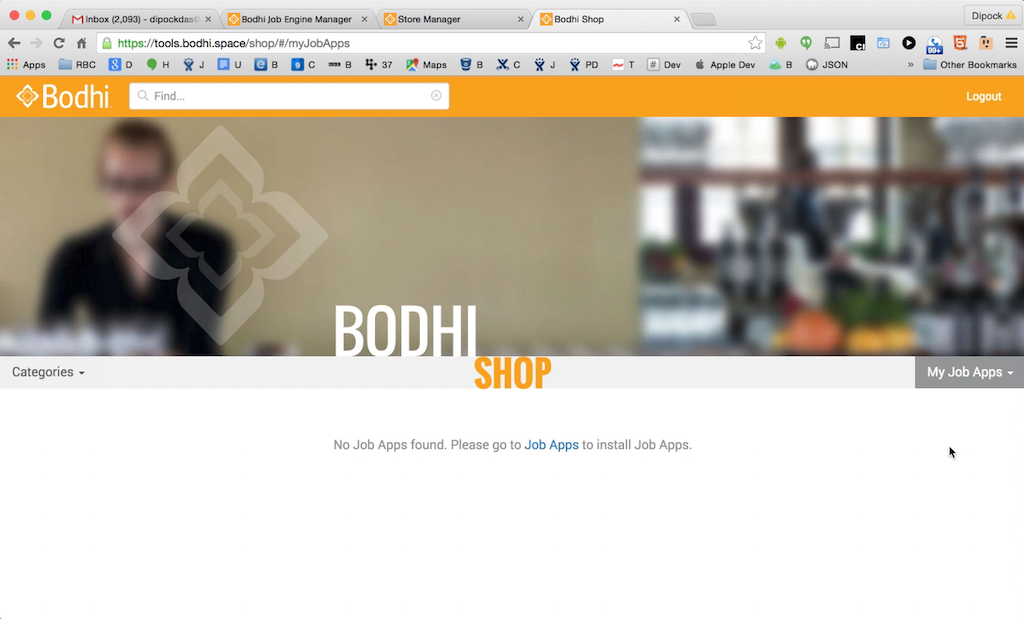 Inbox (2,093) - dipockdas@
Bodhi Job Engine Manager
Store Manager
Bodhi Shop
Dipock
https://tools.bodhi.space/shop/#/myJobApps
C!
99+
Apps
RBC
D
H
J
U
B
C
B
37
Maps
B
C
J
PD
T
# Dev
Apple Dev
B
JSON
»
Other Bookmarks
Bodhi
Find...
Logout
BODHI
SHOP
Categories
My Job Apps
No Job Apps found. Please go to Job Apps to install Job Apps.